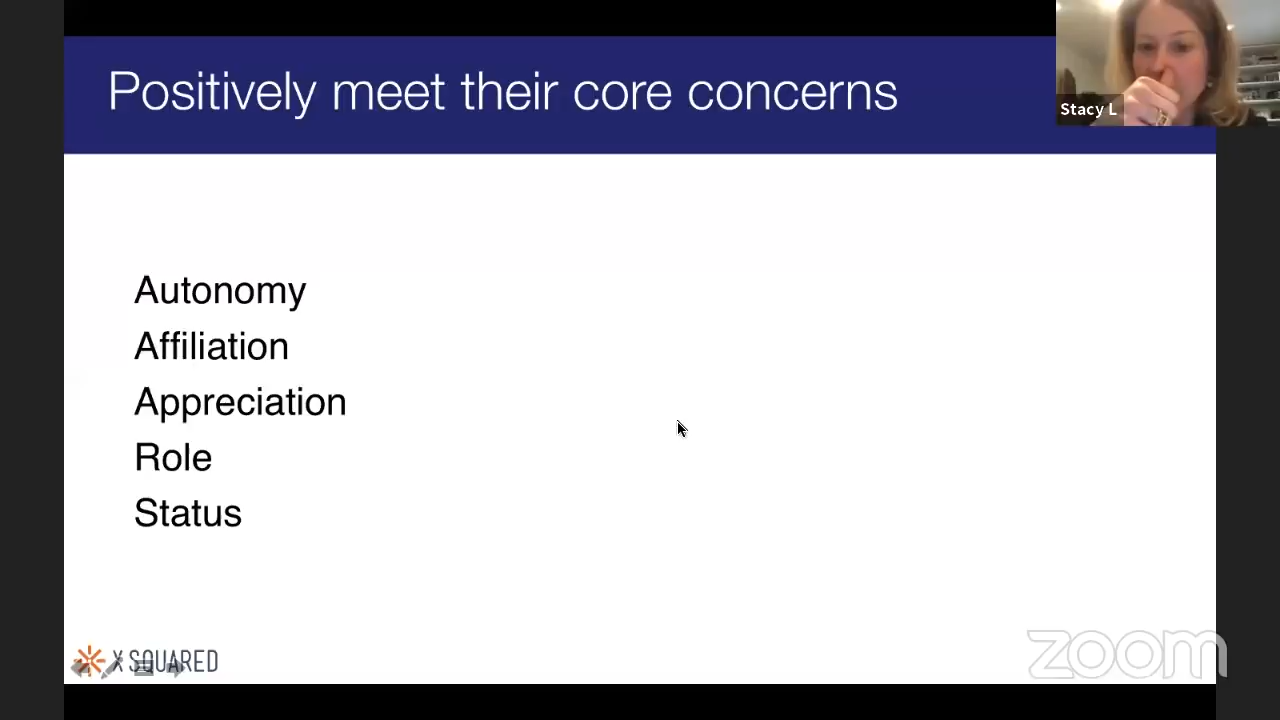 Positively meet their core concerns
Stacy L
Autonomy
Affiliation
Appreciation
Role
Status
X SQUARED
zoom